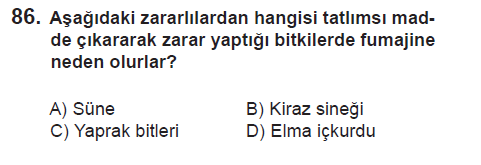 86. Aşağıdaki zararlılardan hangisi tatlımsı mad-
de çıkararak zarar yaptığı bitkilerde fumajine
neden olurlar?
A) Süne B) Kiraz sineği
C) Yaprak bitleri D) Elma içkurdu